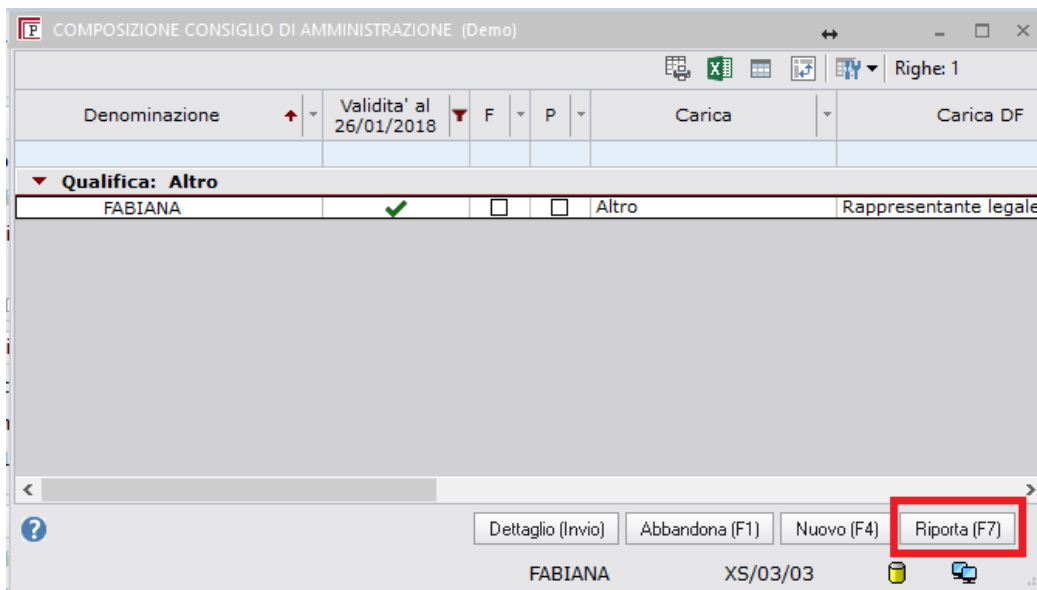 COMPOSIZIONE CONSIGLIO DI AMMINISTRAZIONE (Demo)
Righe: 1
Denominazione Validita' al 26/01/2018 F P Carica Carica DF
Qualifica: Altro
FABIANA Altro Rappresentante legale
Dettaglio (Invio) Abbandona (F1) Nuovo (F4) Riporta (F7)
FABIANA XS/03/03